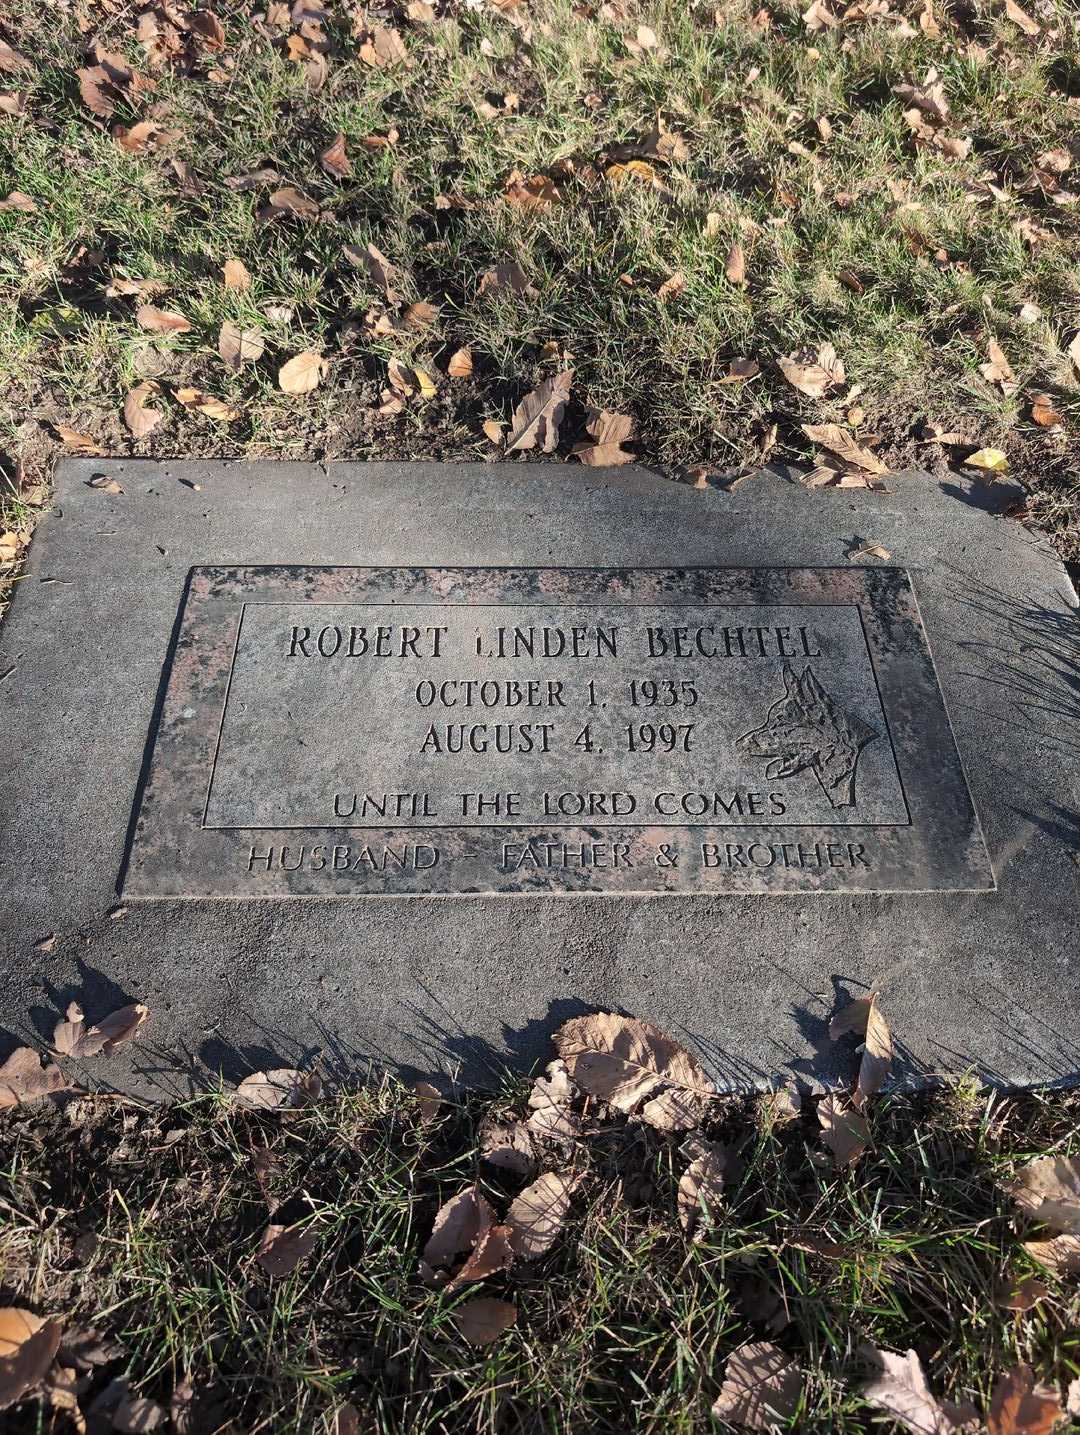 ROBERT LINDEN BECHTEL
OCTOBER 1, 1935
AUGUST 4, 1997
UNTIL THE LORD COMES
HUSBAND - FATHER & BROTHER